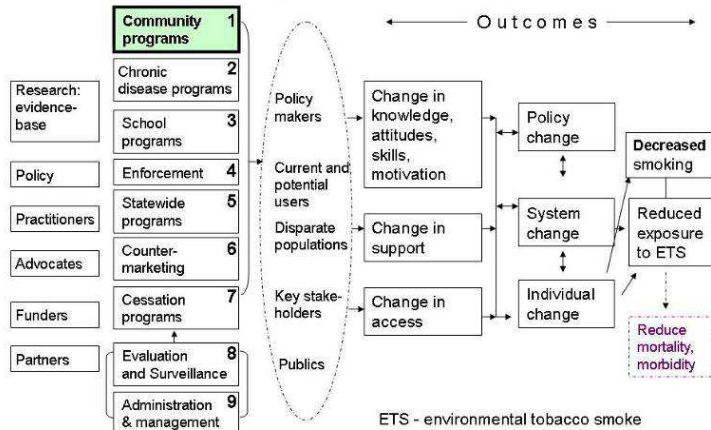 Outcomes
Community 1
programs
Chronic 2
disease programs
School 3
programs
Enforcement 4
Statewide 5
programs
Counter- 6
marketing
Cessation 7
programs
Evaluation 8
and Surveillance
Administration 9
& management
Research:
evidence-
base
Policy
Practitioners
Advocates
Funders
Partners
Policy
makers
Current and
potential
users
Disparate
populations
Key stake-
holders
Publics
Change in
knowledge,
attitudes,
skills,
motivation
Change in
support
Change in
access
Policy
change
System
change
Individual
change
Decreased
smoking
Reduced
exposure
to ETS
Reduce
mortality,
morbidity
ETS - environmental tobacco smoke